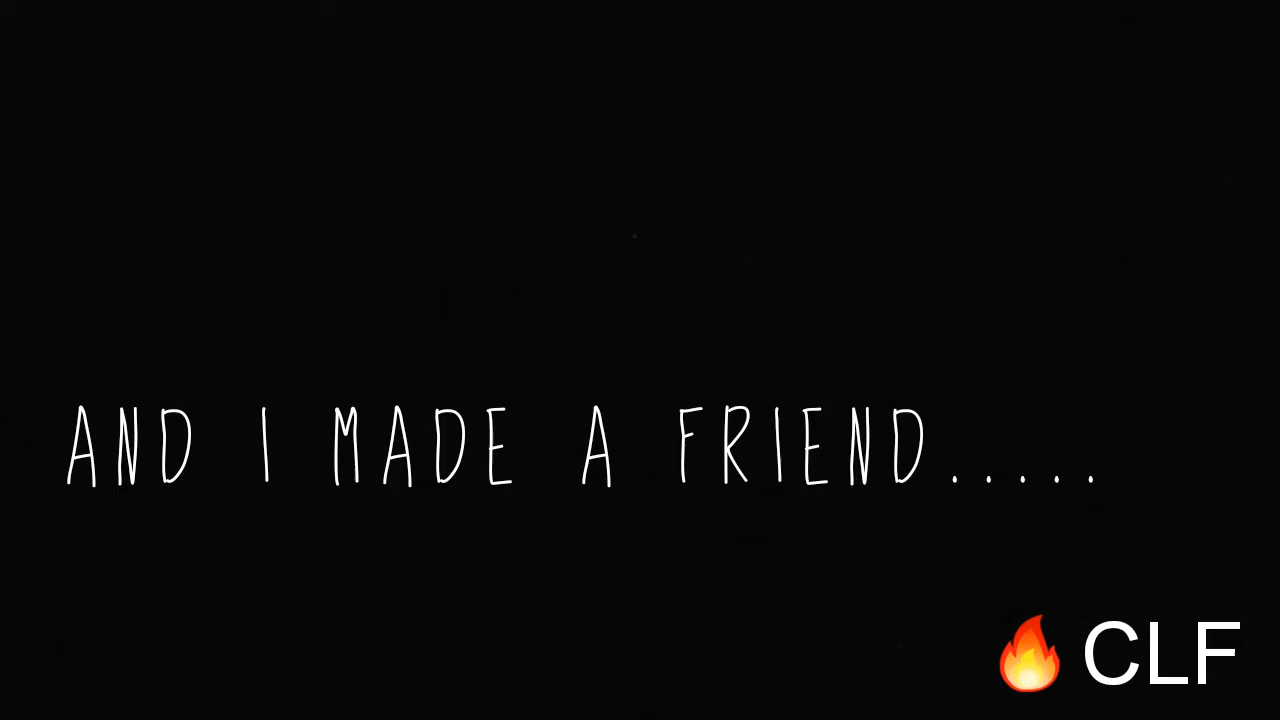 AND I MADE A FRIEND.....
🔥 CLF